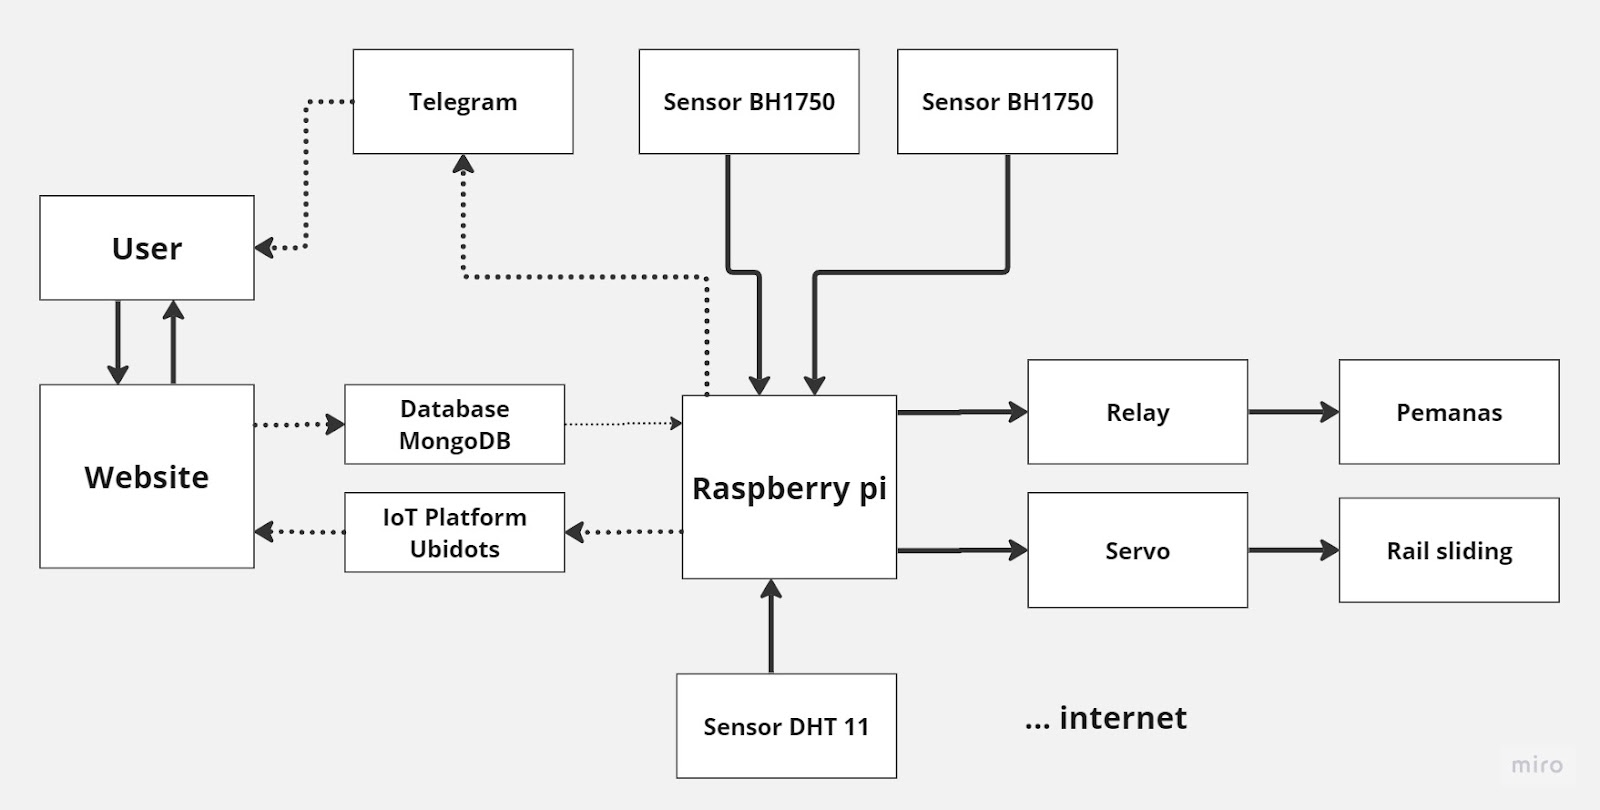 Telegram
Sensor BH1750
Sensor BH1750
User
Database
MongoDB
Relay
Pemanas
Website
Raspberry pi
IoT Platform
Ubidots
Servo
Rail sliding
Sensor DHT 11
... internet
miro